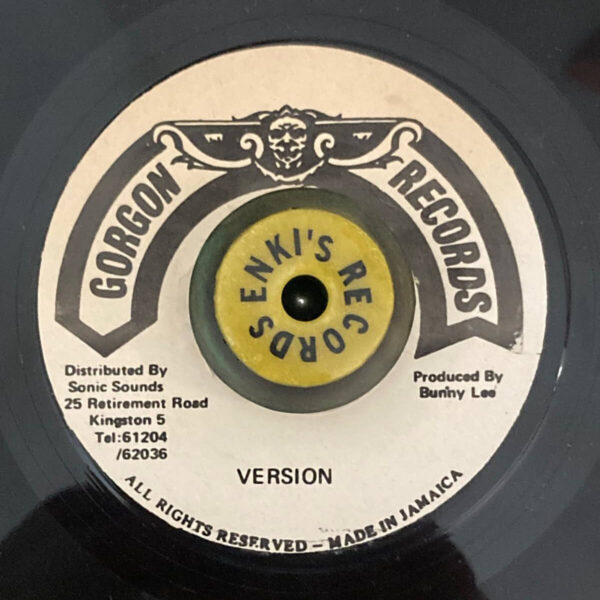 GORGON
RECORDS
ENKI'S RECORDS
Distributed By
Sonic Sounds
25 Retirement Road
Kingston 5
Tel:61204
/62036
Produced By
Bunny Lee
VERSION
ALL RIGHTS RESERVED – MADE IN JAMAICA